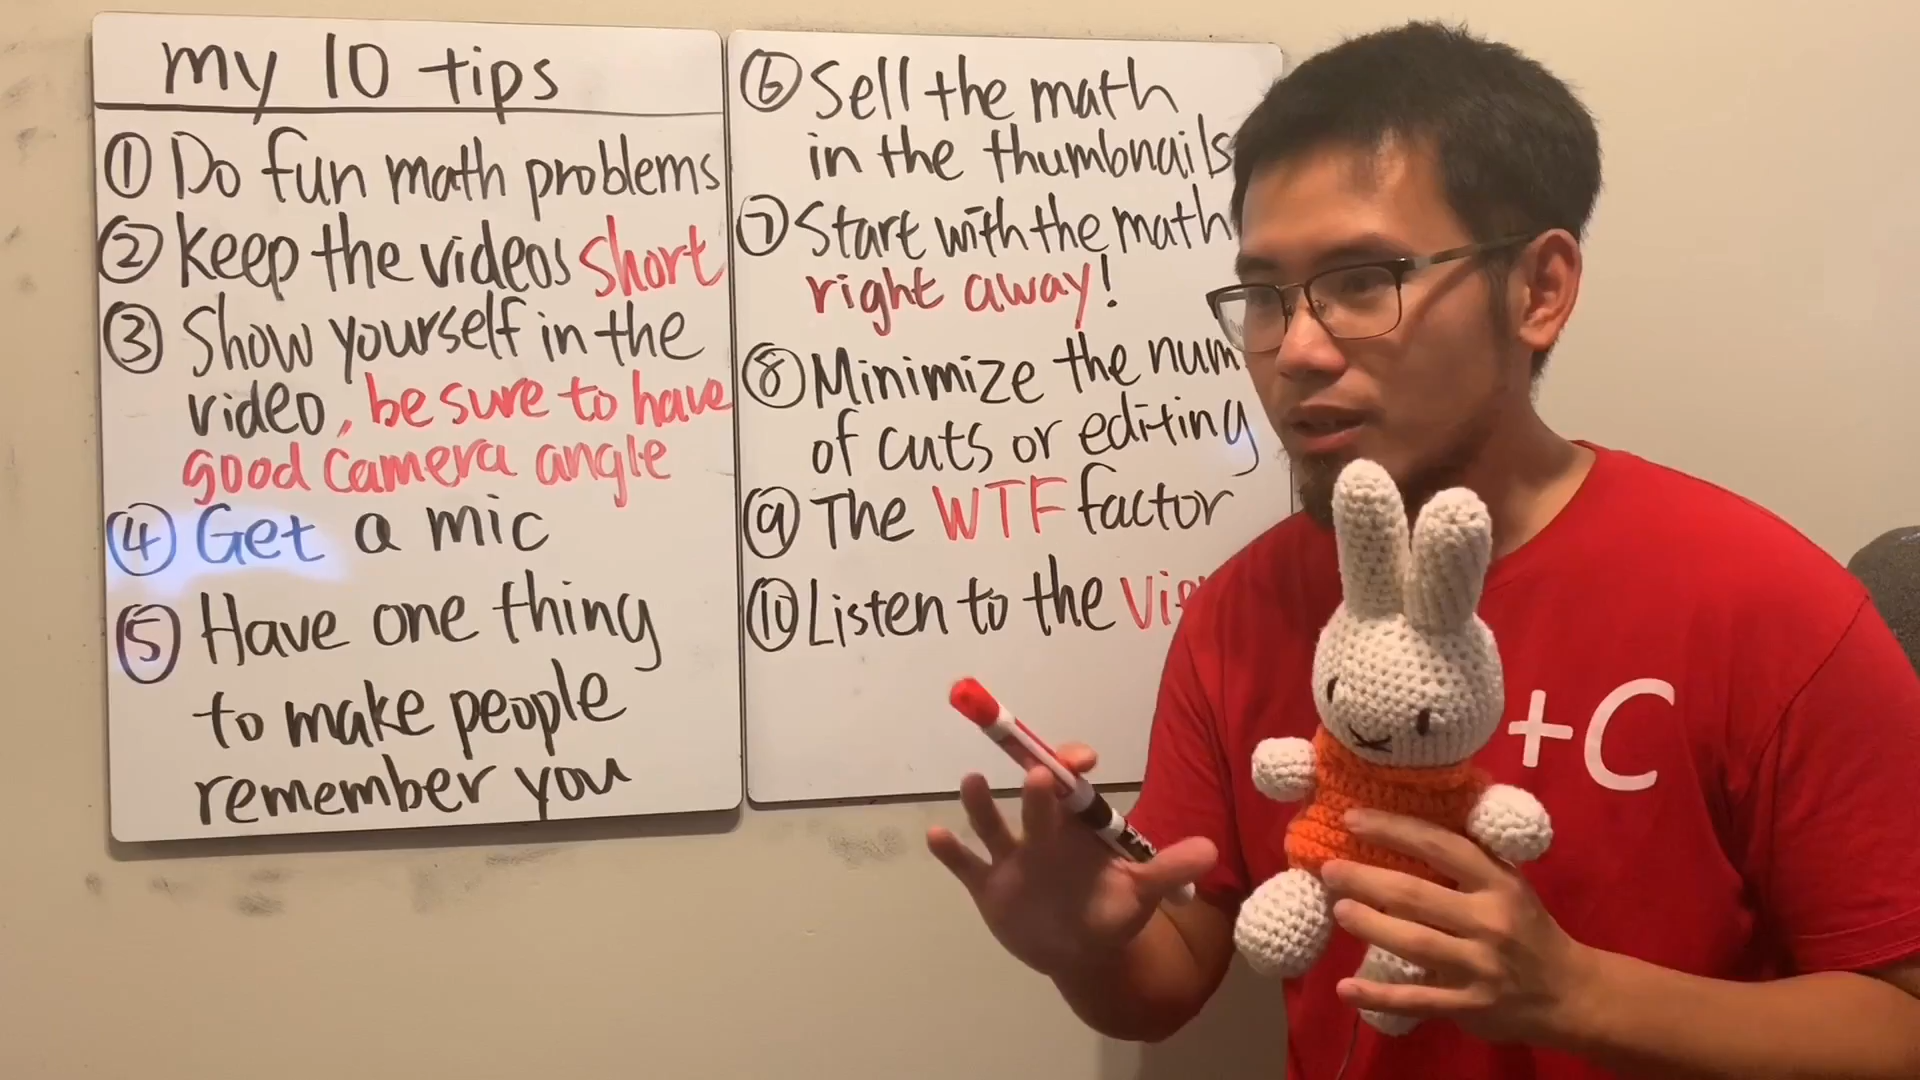 my 10 tips
① Do fun math problems
② Keep the videos short
③ Show yourself in the
video, be sure to have
good camera angle
④ Get a mic
⑤ Have one thing
to make people
remember you
⑥ Sell the math
in the thumbnails
⑦ Start with the math
right away!
⑧ Minimize the num
of cuts or editing
⑨ The WTF factor
⑩ Listen to the
+C